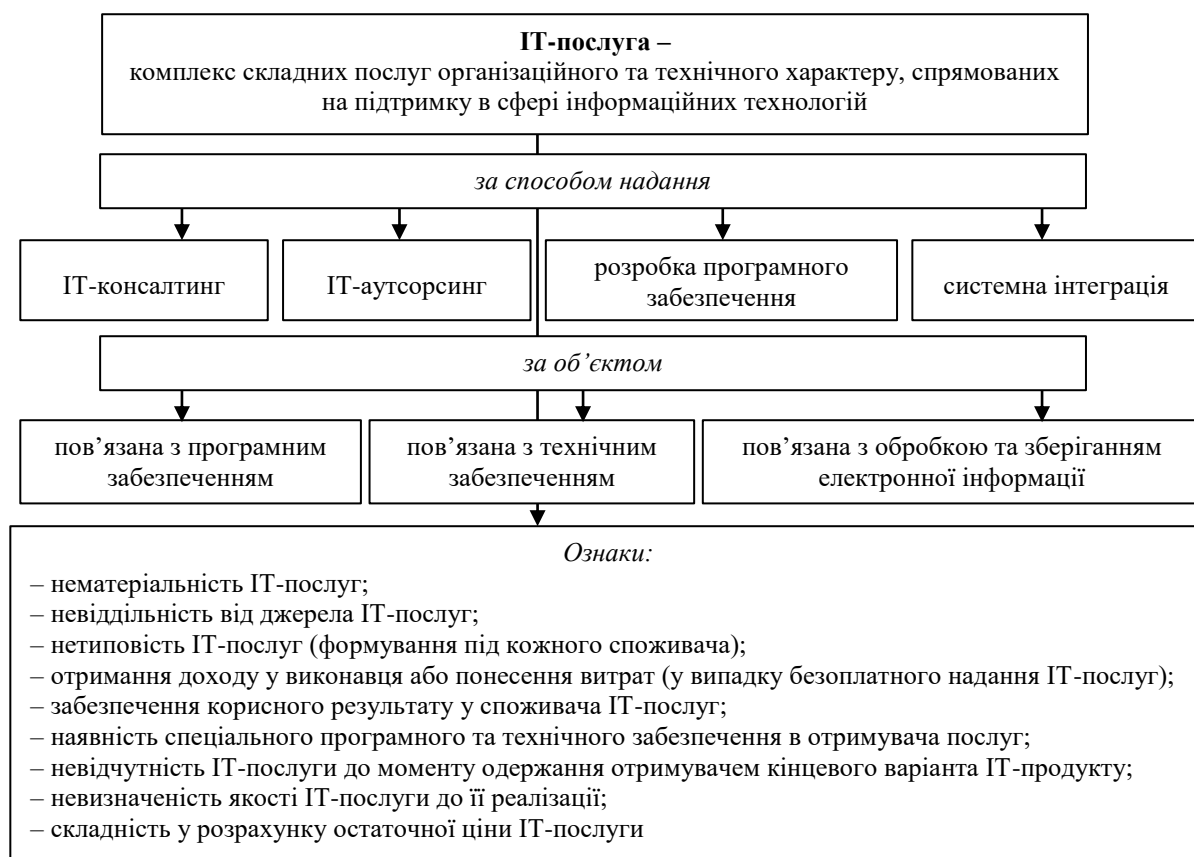 ІТ-послуга –
комплекс складних послуг організаційного та технічного характеру, спрямованих
на підтримку в сфері інформаційних технологій
за способом надання
ІТ-консалтинг
ІТ-аутсорсинг
розробка програмного
забезпечення
системна інтеграція
за об’єктом
пов’язана з програмним
забезпеченням
пов’язана з технічним
забезпеченням
пов’язана з обробкою та зберіганням
електронної інформації
Ознаки:
– нематеріальність ІТ-послуг;
– невіддільність від джерела ІТ-послуг;
– нетиповість ІТ-послуг (формування під кожного споживача);
– отримання доходу у виконавця або понесення витрат (у випадку безоплатного надання ІТ-послуг);
– забезпечення корисного результату у споживача ІТ-послуг;
– наявність спеціального програмного та технічного забезпечення в отримувача послуг;
– невідчутність ІТ-послуги до моменту одержання отримувачем кінцевого варіанта ІТ-продукту;
– невизначеність якості ІТ-послуги до її реалізації;
– складність у розрахунку остаточної ціни ІТ-послуги